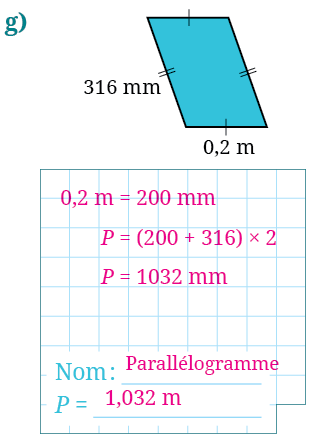 g)
316 mm
0,2 m
0,2 m = 200 mm
P = (200 + 316) × 2
P = 1032 mm
Nom : Parallélogramme
P = 1,032 m